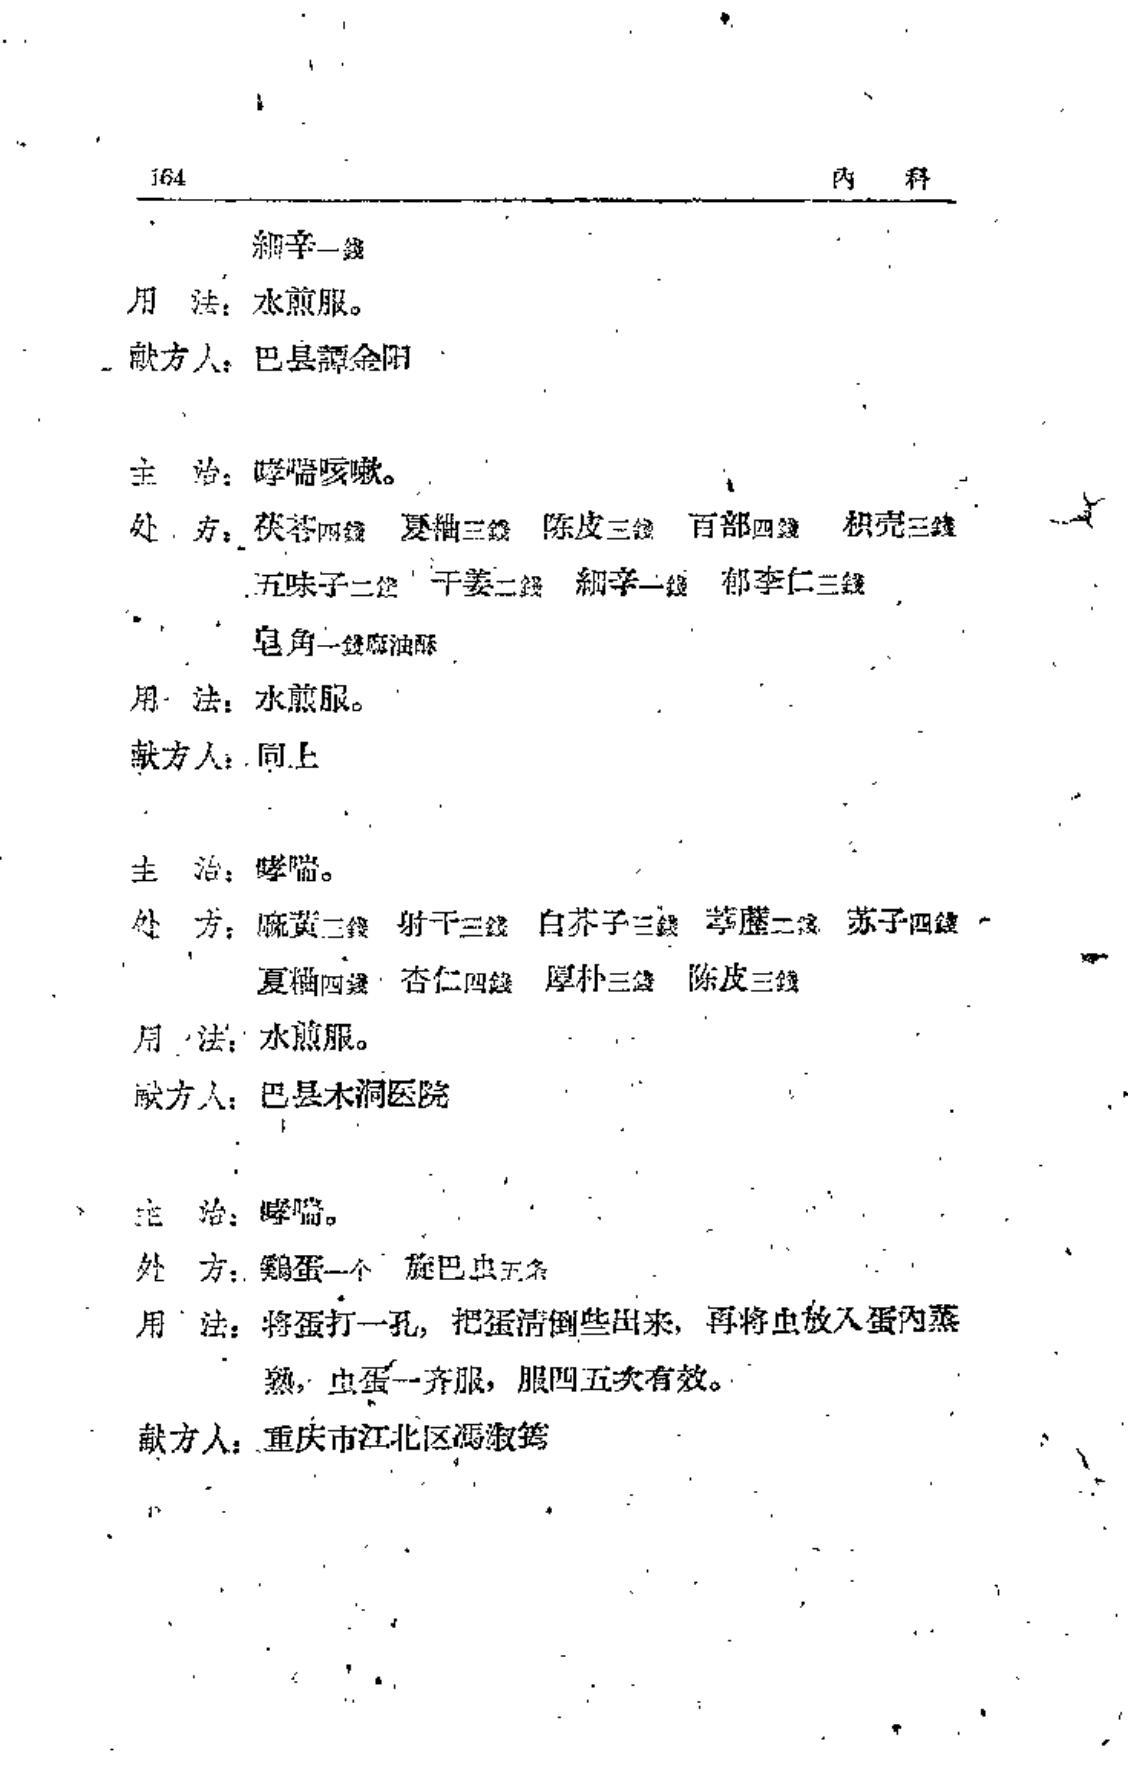 164 內 科
細辛一錢
用 法：水煎服。
献方人：巴县譚金阳
主 治：哮喘咳嗽。
处 方：茯苓四錢 夏柚三錢 陈皮三錢 百部四錢 枳壳三錢
五味子二錢 干姜二錢 細辛一錢 郁李仁三錢
皂角一錢 油酥
用 法：水煎服。
献方人：同上
主 治：哮喘。
处 方：麻黄三錢 射干三錢 白芥子三錢 葶藶二錢 苏子四錢
夏柚四錢 杏仁四錢 厚朴三錢 陈皮三錢
用 法：水煎服。
献方人：巴县木洞医院
主 治：哮喘。
处 方：鷄蛋一个 旋巴虫五条
用 法：将蛋打一孔，把蛋清倒些出来，再将虫放入蛋內蒸
熟，虫蛋一齐服，服四五次有效。
献方人：重庆市江北区馮淑